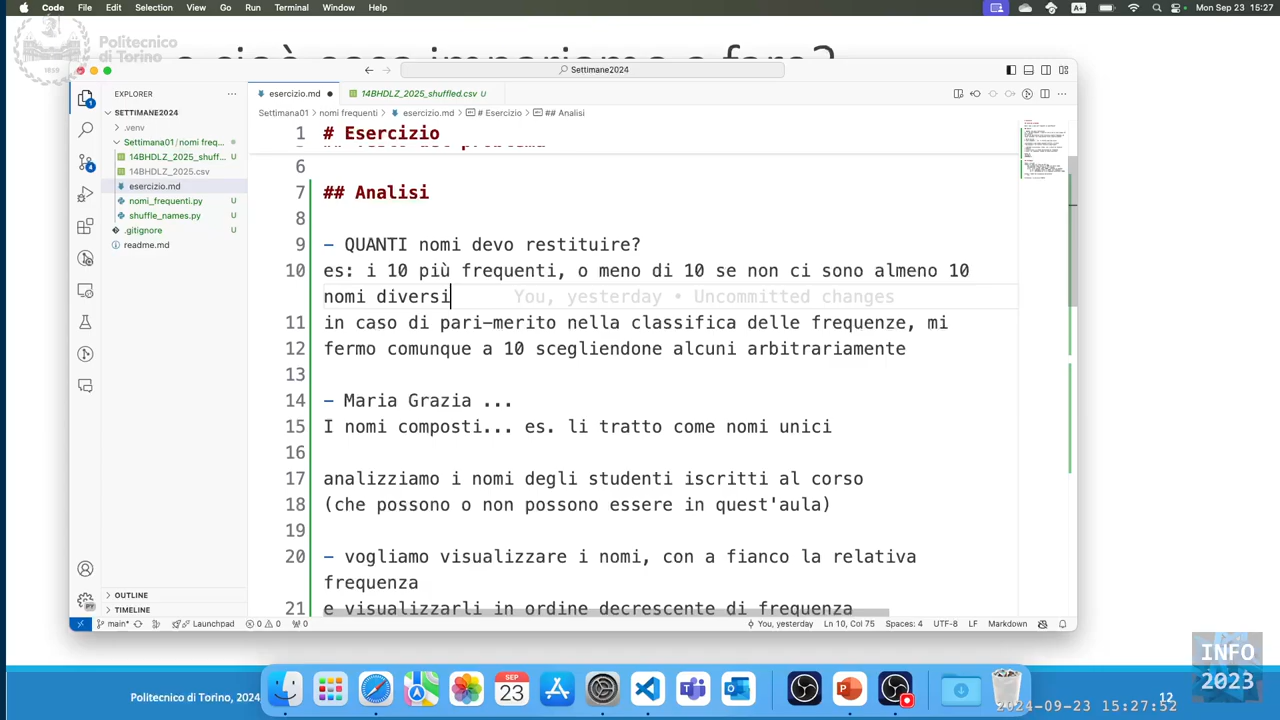 Code File Edit Selection View Go Run Terminal Window Help
Mon Sep 23 15:27
Politecnico
di Torino
Settimane2024
EXPLORER
esercizio.md
14BHDLZ_2025_shuffled.csv U
SETTIMANE2024
Settimana01 > nomi frequenti > esercizio.md > # Esercizio > ## Analisi
.venv
Settimana01 / nomi freq...
14BHDLZ_2025_shuff... U
14BHDLZ_2025.csv
esercizio.md
nomi_frequenti.py U
shuffle_names.py U
.gitignore
readme.md
1 # Esercizio
6
7 ## Analisi
8
9 - QUANTI nomi devo restituire?
10 es: i 10 più frequenti, o meno di 10 se non ci sono almeno 10
nomi diversi You, yesterday • Uncommitted changes
11 in caso di pari-merito nella classifica delle frequenze, mi
12 fermo comunque a 10 scegliendone alcuni arbitrariamente
13
14 - Maria Grazia ...
15 I nomi composti... es. li tratto come nomi unici
16
17 analizziamo i nomi degli studenti iscritti al corso
18 (che possono o non possono essere in quest'aula)
19
20 - vogliamo visualizzare i nomi, con a fianco la relativa
frequenza
21 e visualizzarli in ordine decrescente di frequenza
OUTLINE
TIMELINE
main* Launchpad 0 0 0 You, yesterday Ln 10, Col 75 Spaces: 4 UTF-8 LF Markdown
Politecnico di Torino, 2024
SEP
23
12
INFO
2023
2024-09-23 15:27:52